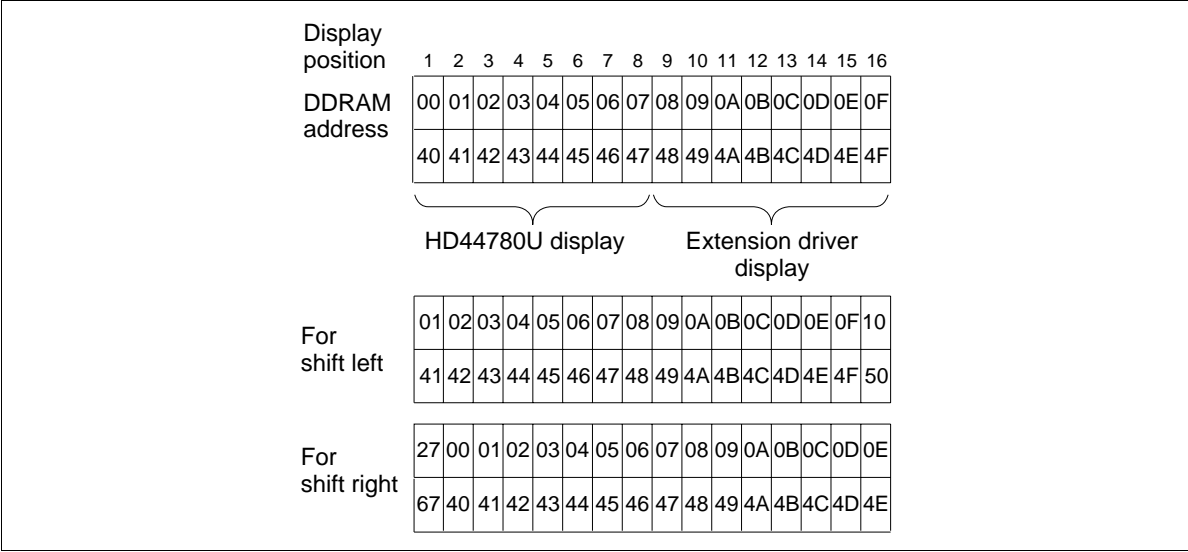 Display
position 1 2 3 4 5 6 7 8 9 10 11 12 13 14 15 16
DDRAM
address
00 01 02 03 04 05 06 07 08 09 0A 0B 0C 0D 0E 0F
40 41 42 43 44 45 46 47 48 49 4A 4B 4C 4D 4E 4F
HD44780U display
Extension driver
display
For
shift left
01 02 03 04 05 06 07 08 09 0A 0B 0C 0D 0E 0F 10
41 42 43 44 45 46 47 48 49 4A 4B 4C 4D 4E 4F 50
For
shift right
27 00 01 02 03 04 05 06 07 08 09 0A 0B 0C 0D 0E
67 40 41 42 43 44 45 46 47 48 49 4A 4B 4C 4D 4E